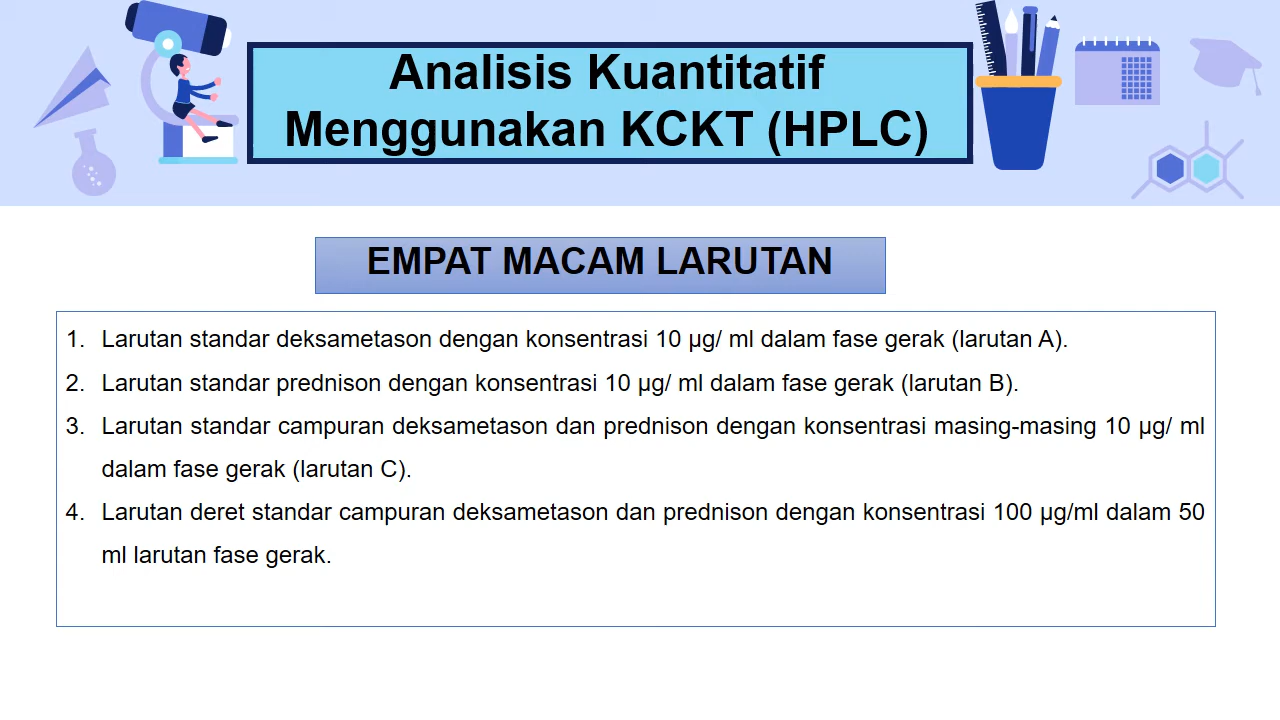 Analisis Kuantitatif
Menggunakan KCKT (HPLC)
EMPAT MACAM LARUTAN
1. Larutan standar deksametason dengan konsentrasi 10 µg/ ml dalam fase gerak (larutan A).
2. Larutan standar prednison dengan konsentrasi 10 µg/ ml dalam fase gerak (larutan B).
3. Larutan standar campuran deksametason dan prednison dengan konsentrasi masing-masing 10 µg/ ml
dalam fase gerak (larutan C).
4. Larutan deret standar campuran deksametason dan prednison dengan konsentrasi 100 µg/ml dalam 50
ml larutan fase gerak.